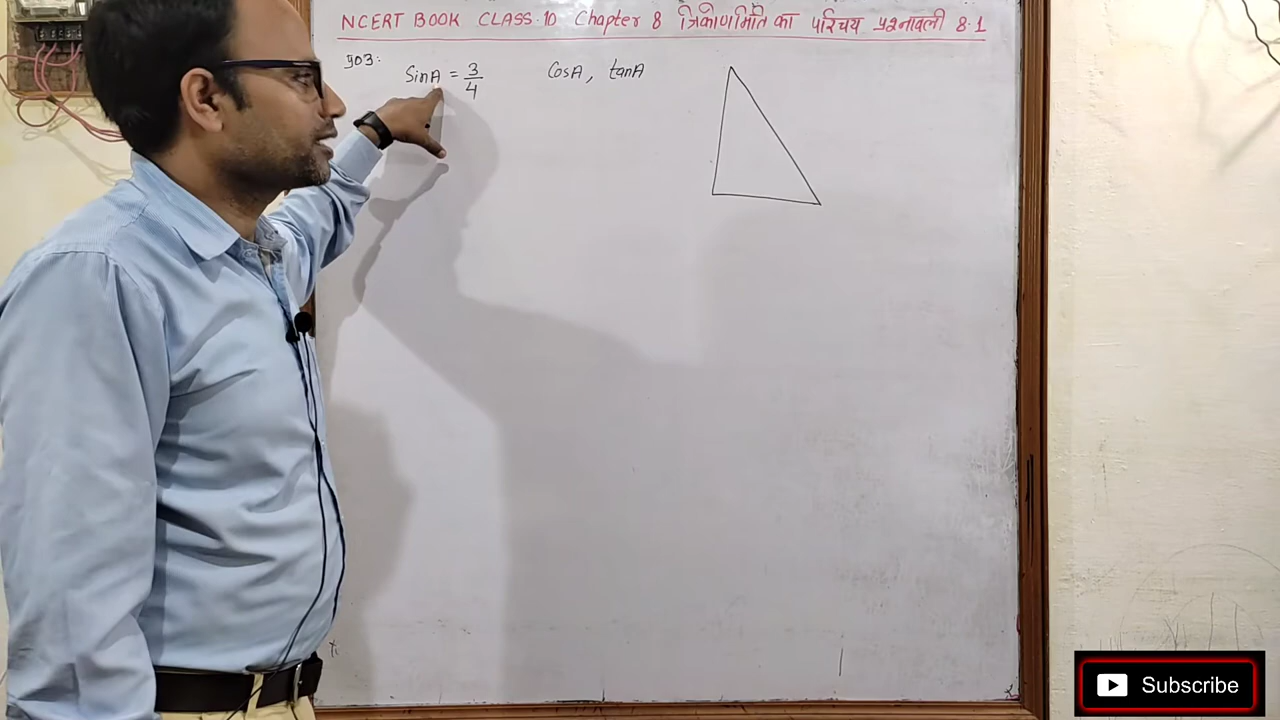 NCERT BOOK CLASS-10 Chapter 8 त्रिकोणमिति का परिचय प्रश्नावली 8.1
प्र03:
SinA = 3/4 CosA, tanA
Subscribe